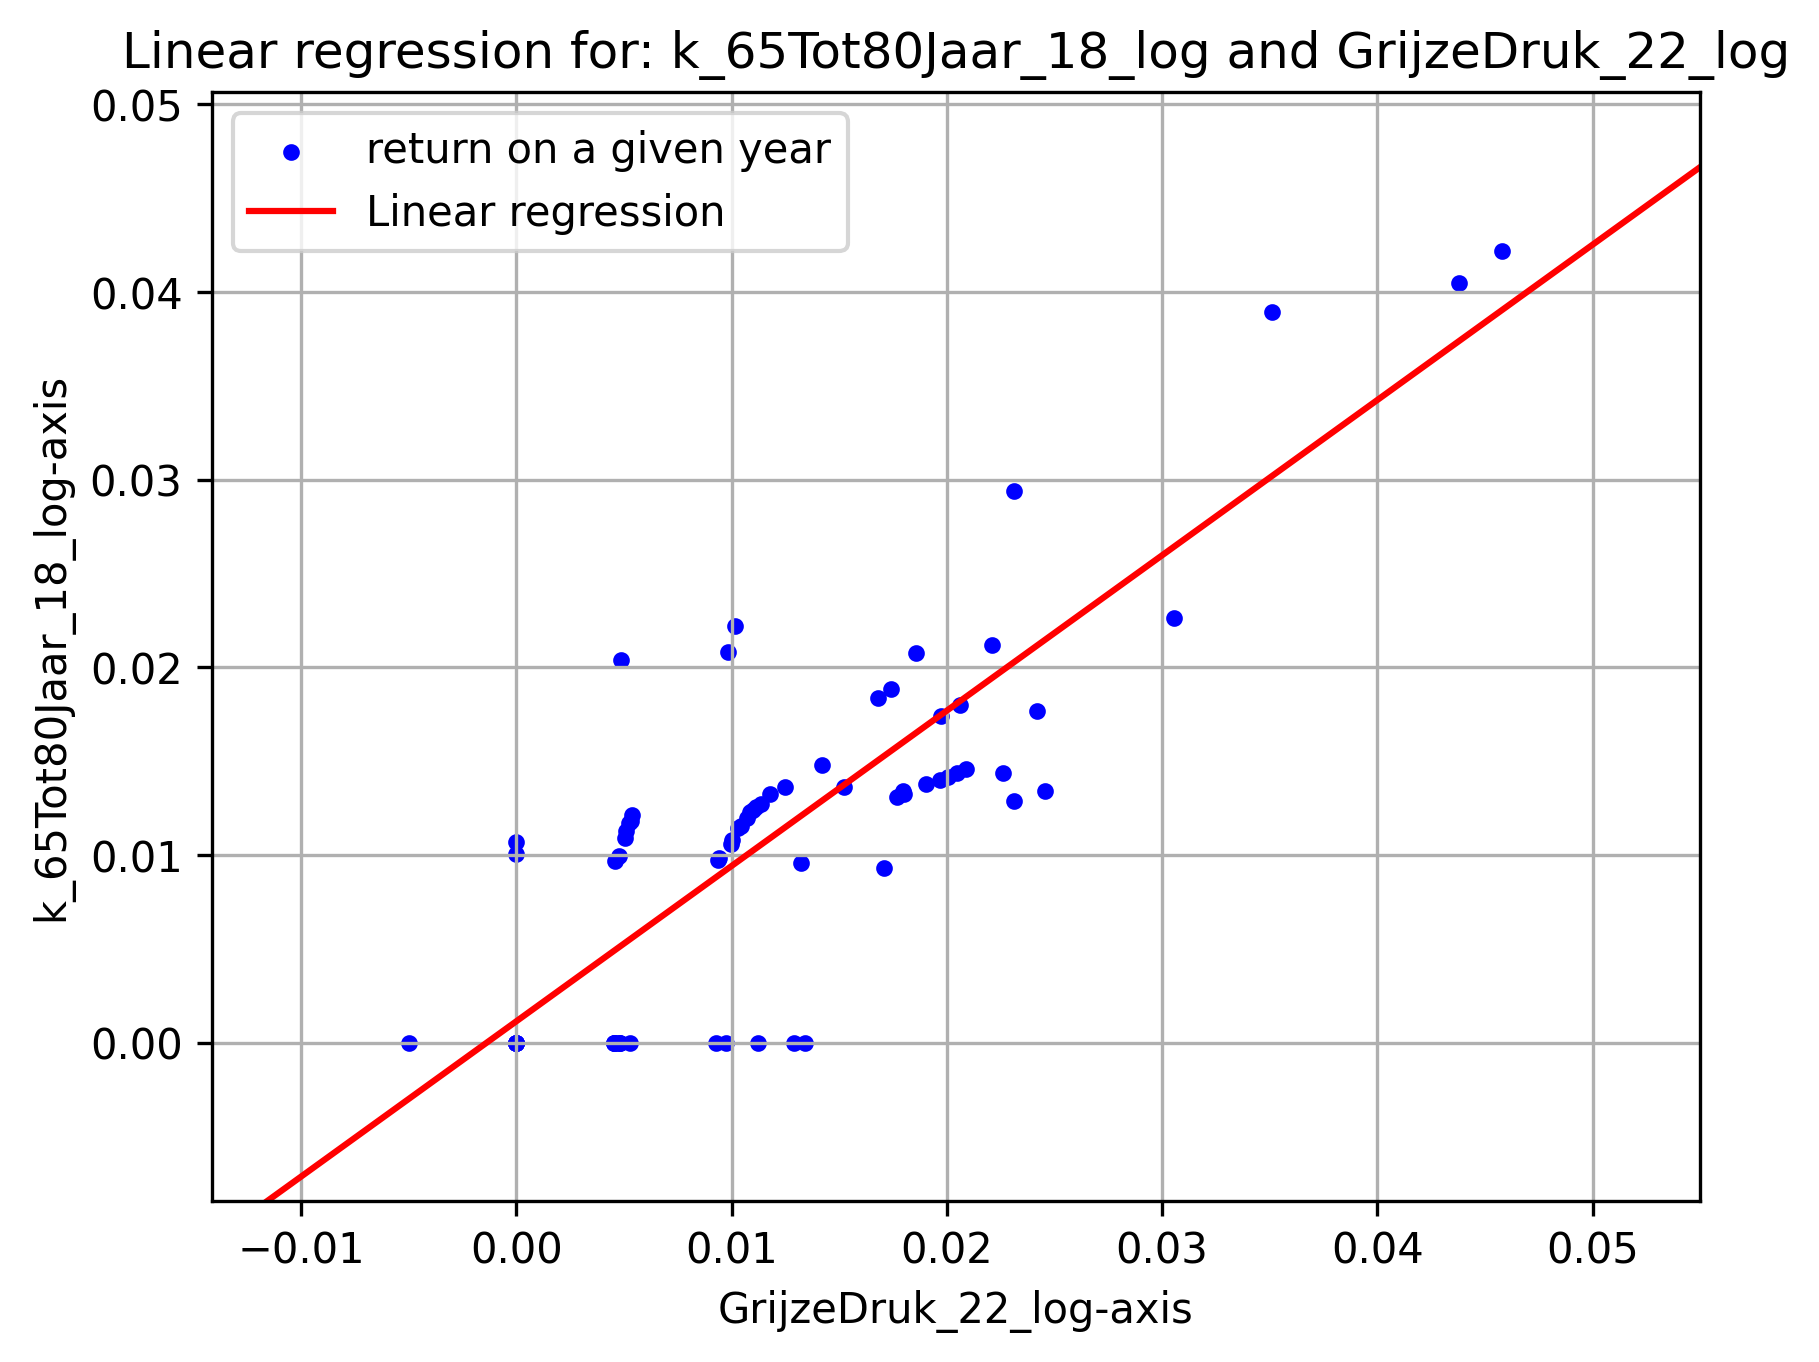 Linear regression for: k_65Tot80Jaar_18_log and GrijzeDruk_22_log
return on a given year
Linear regression
0.05
0.04
0.03
0.02
0.01
0.00
k_65Tot80Jaar_18_log-axis
−0.01 0.00 0.01 0.02 0.03 0.04 0.05
GrijzeDruk_22_log-axis